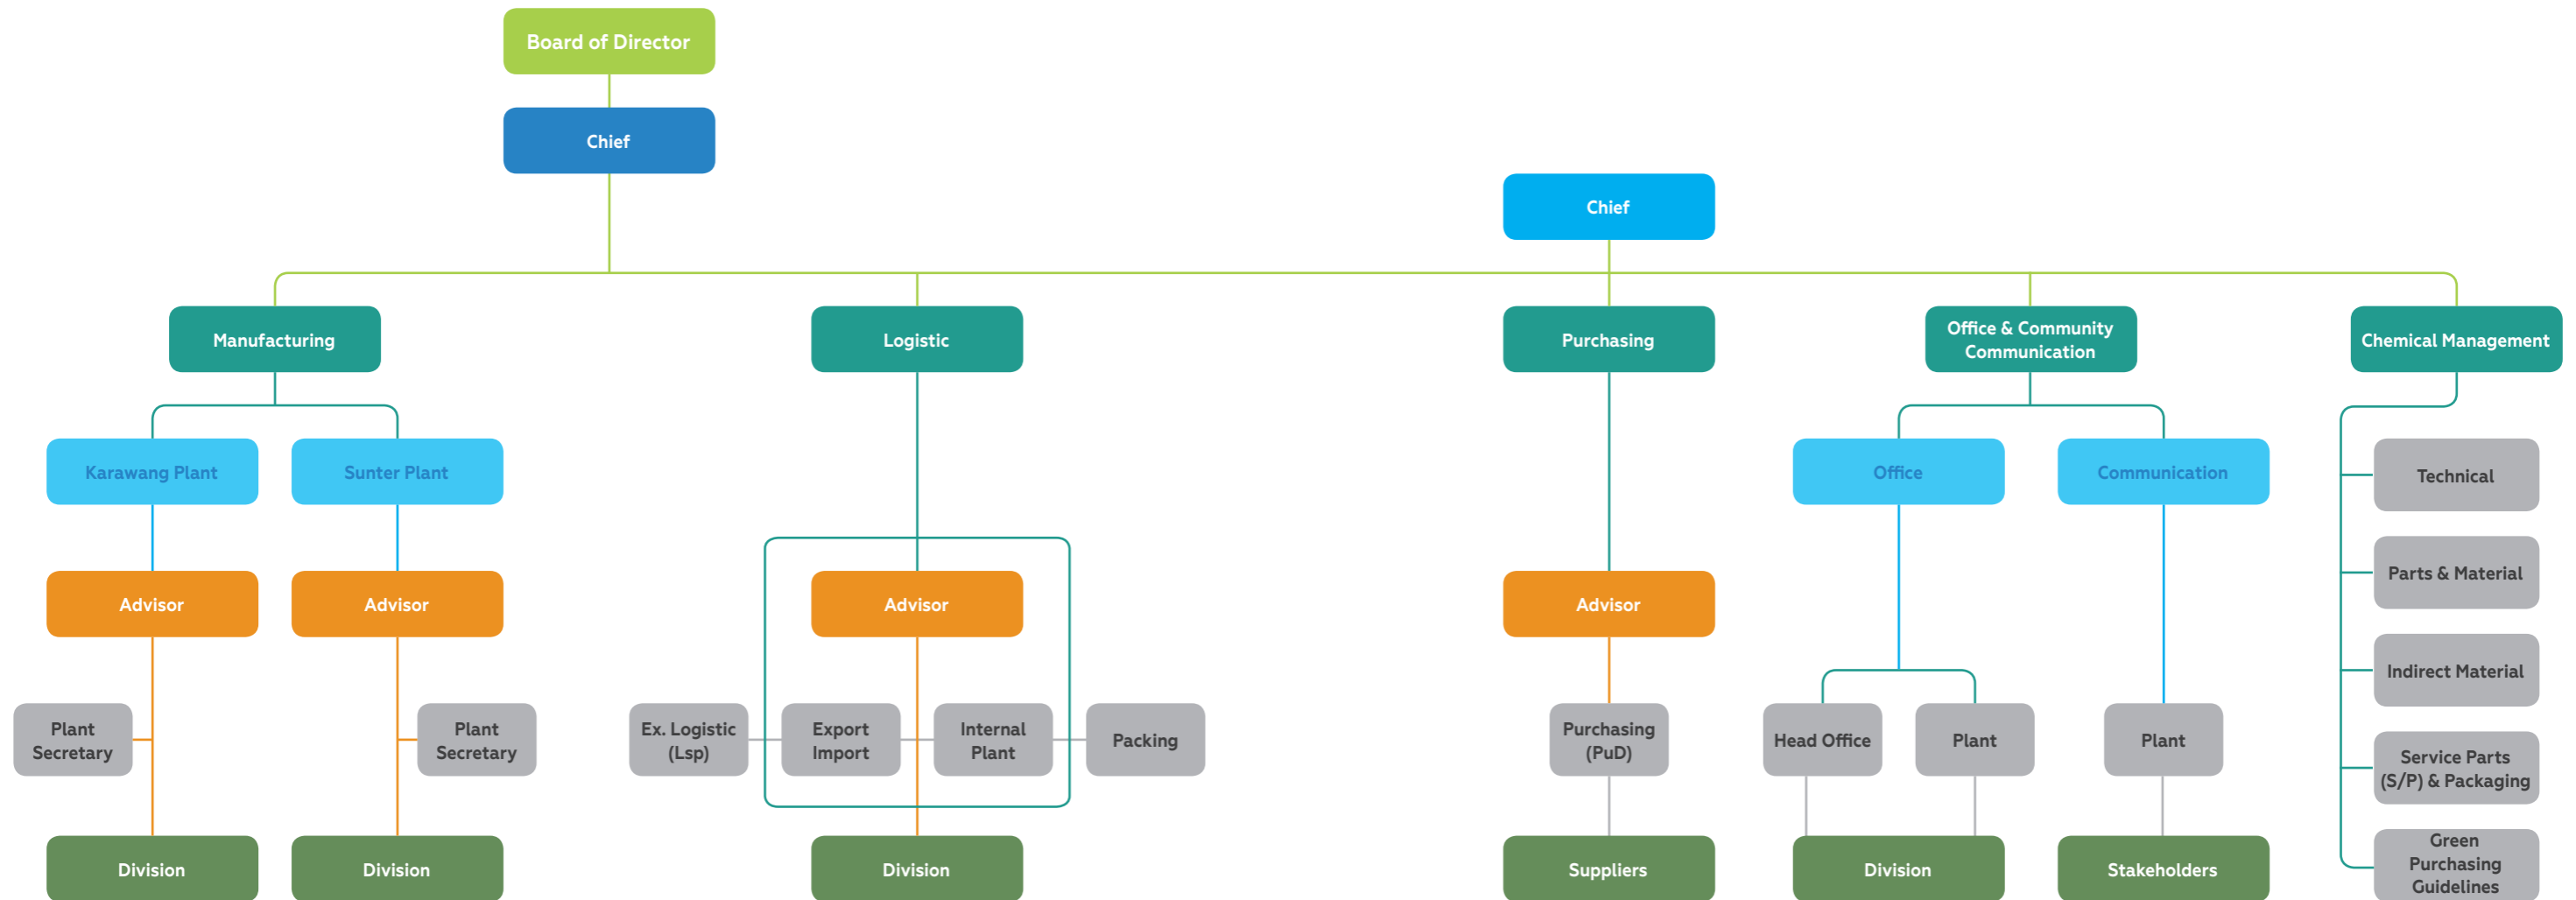 Board of Director
Chief
Chief
Manufacturing
Logistic
Purchasing
Office & Community
Communication
Chemical Management
Karawang Plant
Sunter Plant
Office
Communication
Technical
Parts & Material
Advisor
Advisor
Advisor
Advisor
Indirect Material
Plant
Secretary
Plant
Secretary
Ex. Logistic
(Lsp)
Export
Import
Internal
Plant
Packing
Purchasing
(PuD)
Head Office
Plant
Plant
Service Parts
(S/P) & Packaging
Division
Division
Division
Suppliers
Division
Stakeholders
Green
Purchasing
Guidelines